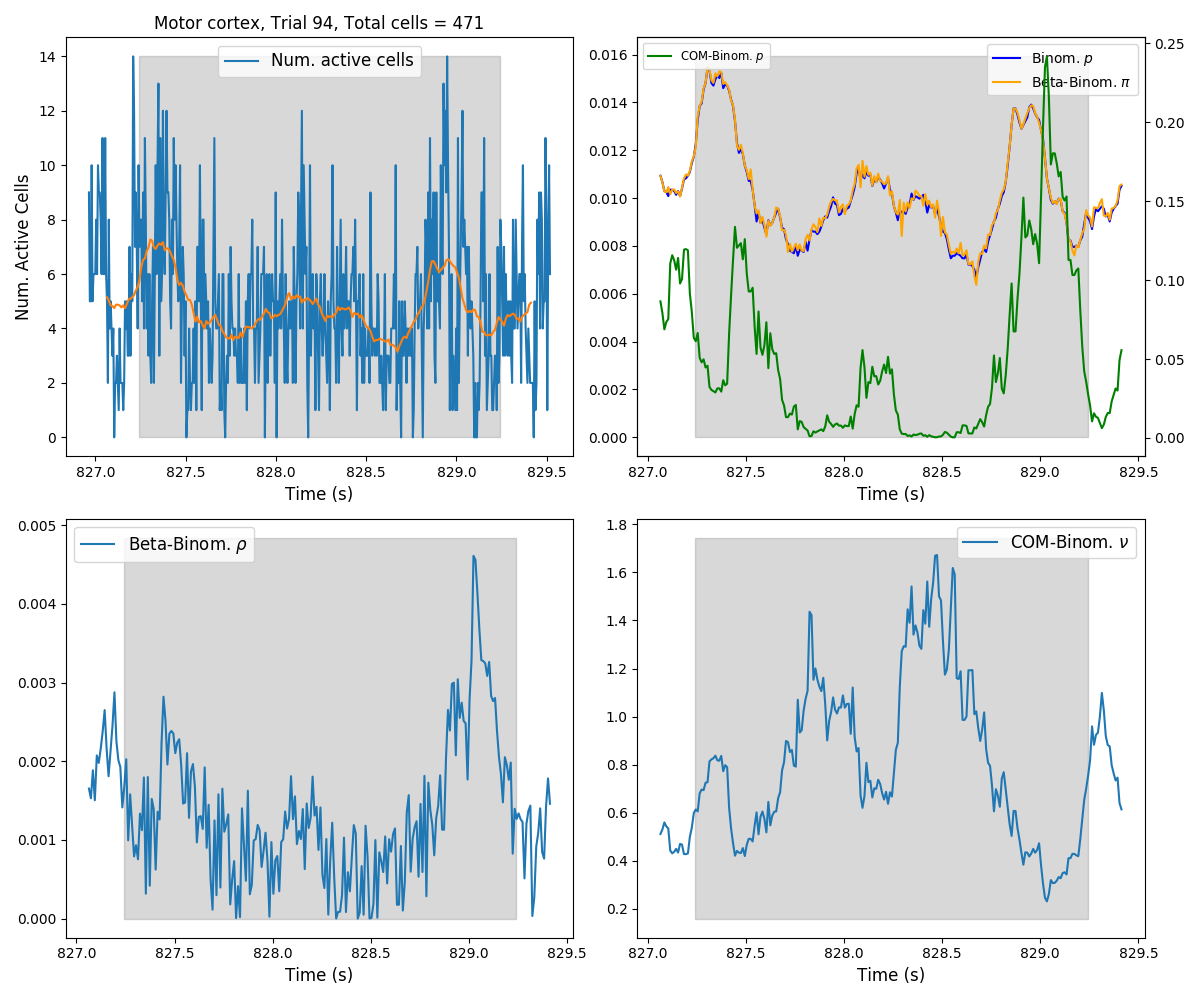 Motor cortex, Trial 94, Total cells = 471
Num. active cells
Num. Active Cells
14
12
10
8
6
4
2
0
827.0 827.5 828.0 828.5 829.0 829.5
Time (s)
COM-Binom. p
Binom. p
Beta-Binom. π
0.016
0.014
0.012
0.010
0.008
0.006
0.004
0.002
0.000
0.25
0.20
0.15
0.10
0.05
0.00
827.0 827.5 828.0 828.5 829.0 829.5
Time (s)
Beta-Binom. ρ
0.005
0.004
0.003
0.002
0.001
0.000
827.0 827.5 828.0 828.5 829.0 829.5
Time (s)
COM-Binom. ν
1.8
1.6
1.4
1.2
1.0
0.8
0.6
0.4
0.2
827.0 827.5 828.0 828.5 829.0 829.5
Time (s)